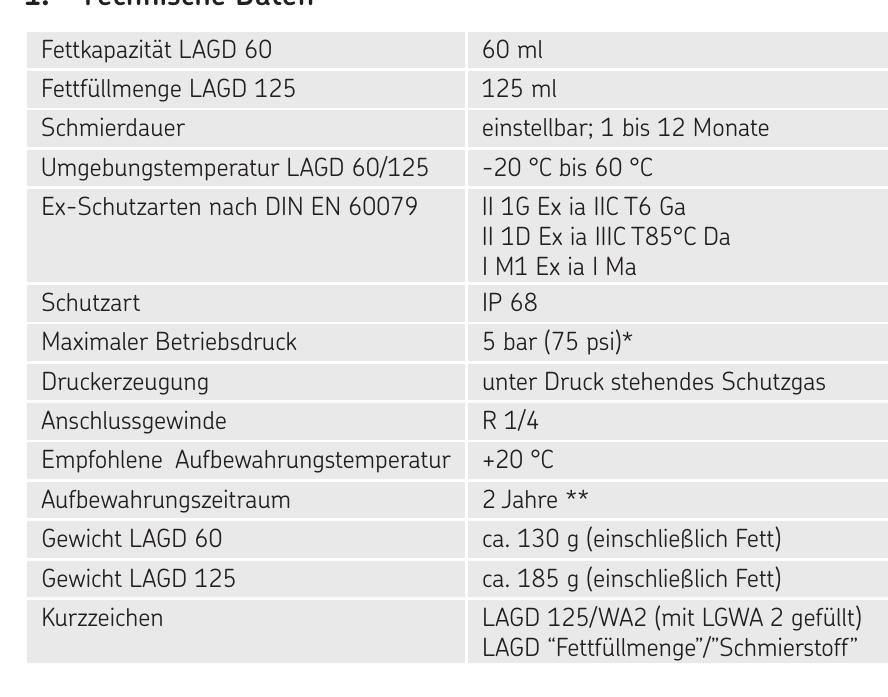 1. Technische Daten
Fettkapazität LAGD 60 60 ml
Fettfüllmenge LAGD 125 125 ml
Schmierdauer einstellbar; 1 bis 12 Monate
Umgebungstemperatur LAGD 60/125 -20 °C bis 60 °C
Ex-Schutzarten nach DIN EN 60079 II 1G Ex ia IIC T6 Ga
II 1D Ex ia IIIC T85°C Da
I M1 Ex ia I Ma
Schutzart IP 68
Maximaler Betriebsdruck 5 bar (75 psi)*
Druckerzeugung unter Druck stehendes Schutzgas
Anschlussgewinde R 1/4
Empfohlene Aufbewahrungstemperatur +20 °C
Aufbewahrungszeitraum 2 Jahre **
Gewicht LAGD 60 ca. 130 g (einschließlich Fett)
Gewicht LAGD 125 ca. 185 g (einschließlich Fett)
Kurzzeichen LAGD 125/WA2 (mit LGWA 2 gefüllt)
LAGD “Fettfüllmenge”/”Schmierstoff”